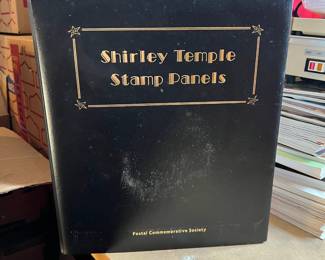 Shirley Temple
Stamp Panels
Postal Commemorative Society